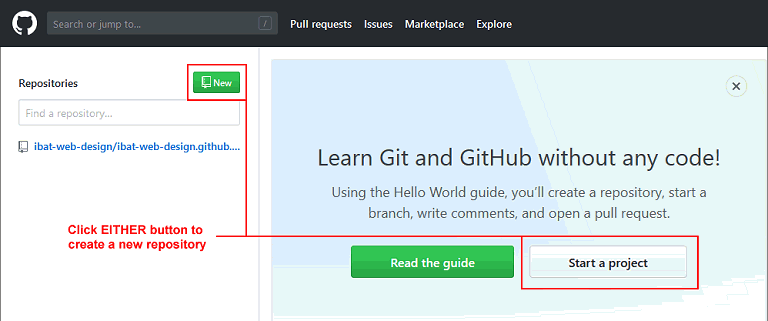 Search or jump to...
/
Pull requests
Issues
Marketplace
Explore
Repositories
New
Find a repository...
ibat-web-design/ibat-web-design.github....
Click EITHER button to
create a new repository
Learn Git and GitHub without any code!
Using the Hello World guide, you'll create a repository, start a
branch, write comments, and open a pull request.
Read the guide
Start a project